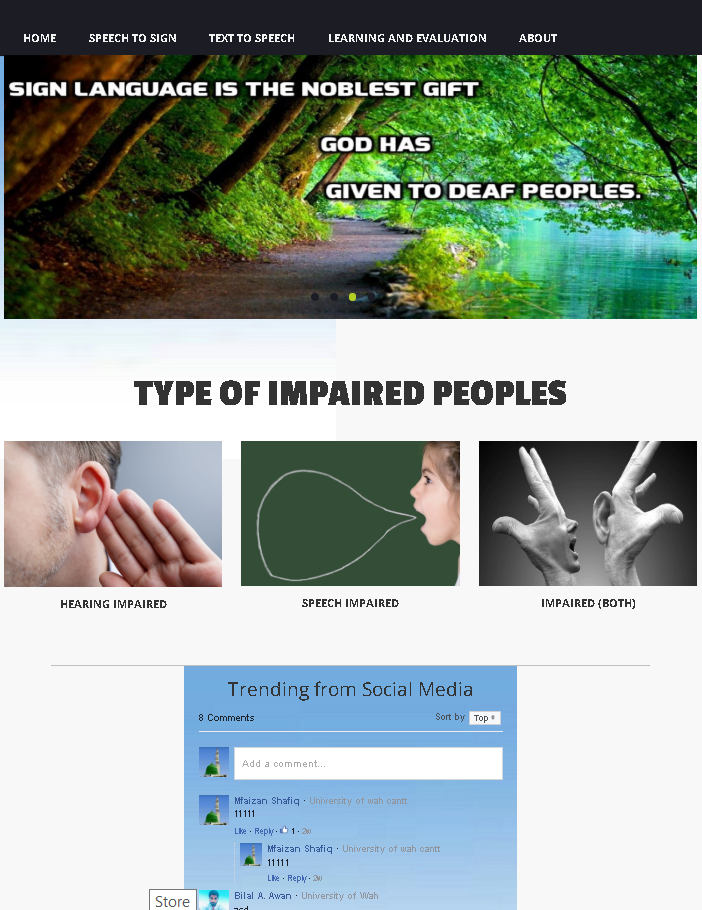 HOME SPEECH TO SIGN TEXT TO SPEECH LEARNING AND EVALUATION ABOUT
SIGN LANGUAGE IS THE NOBLEST GIFT
GOD HAS
GIVEN TO DEAF PEOPLES.
TYPE OF IMPAIRED PEOPLES
HEARING IMPAIRED SPEECH IMPAIRED IMPAIRED (BOTH)
Trending from Social Media
8 Comments Sort by Top
Add a comment...
Mfaizan Shafiq · University of wah cantt
11111
Like · Reply · 1 · 2w
Mfaizan Shafiq · University of wah cantt
11111
Like · Reply · 2w
Bilal A. Awan · University of Wah
Store